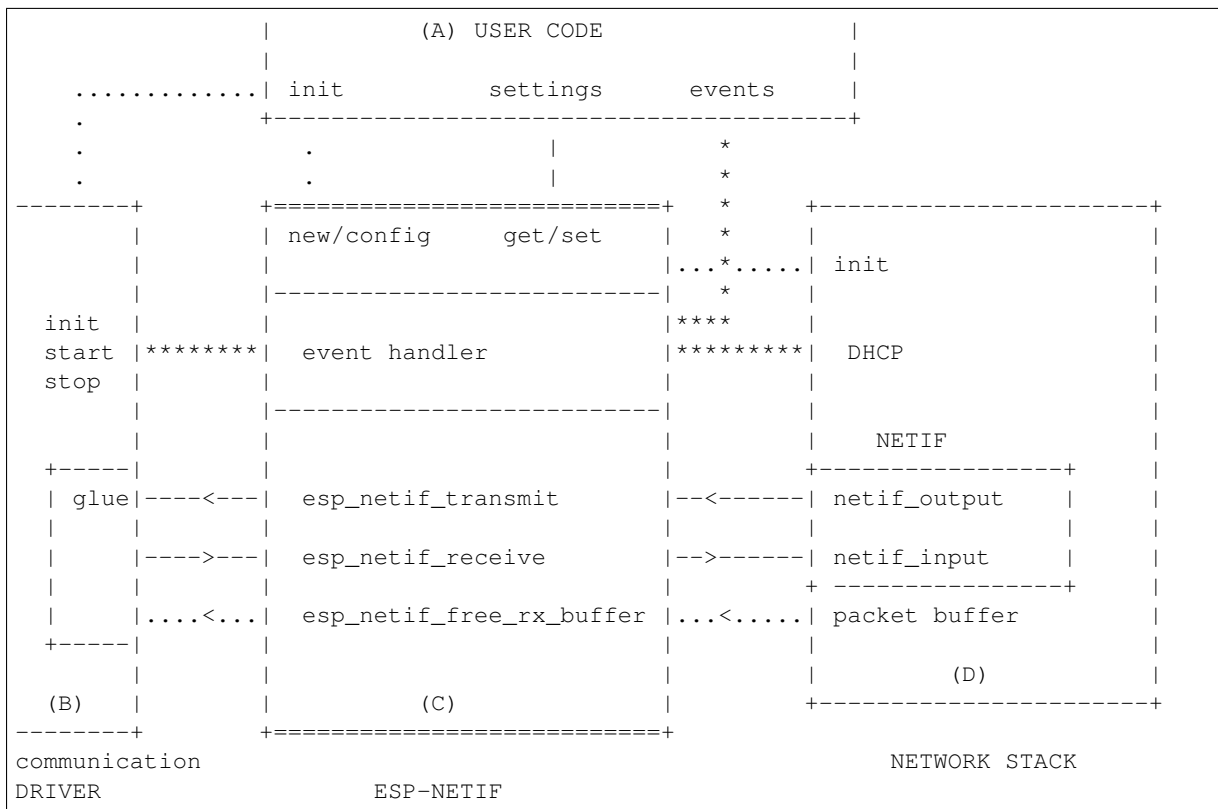 (A) USER CODE
init settings events
new/config get/set
init
init
start event handler DHCP
stop
NETIF
glue esp_netif_transmit netif_output
esp_netif_receive netif_input
esp_netif_free_rx_buffer packet buffer
(D)
(B) (C)
communication NETWORK STACK
DRIVER ESP-NETIF